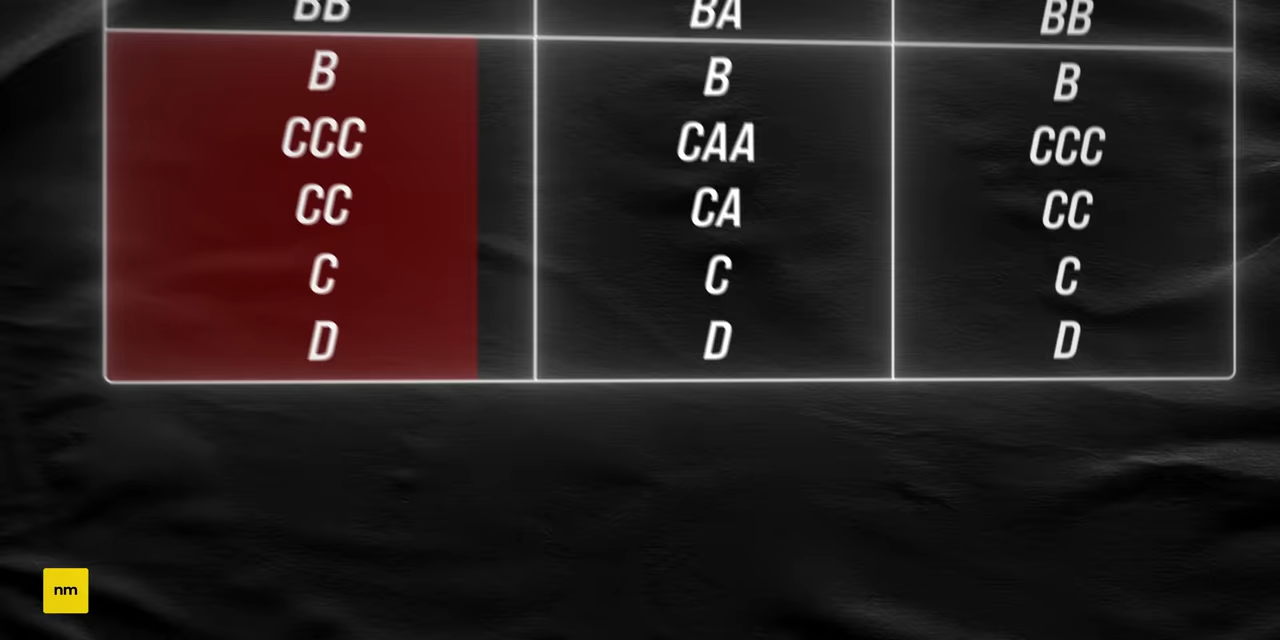 BB BA BB
B B B
CCC CAA CCC
CC CA CC
C C C
D D D
nm